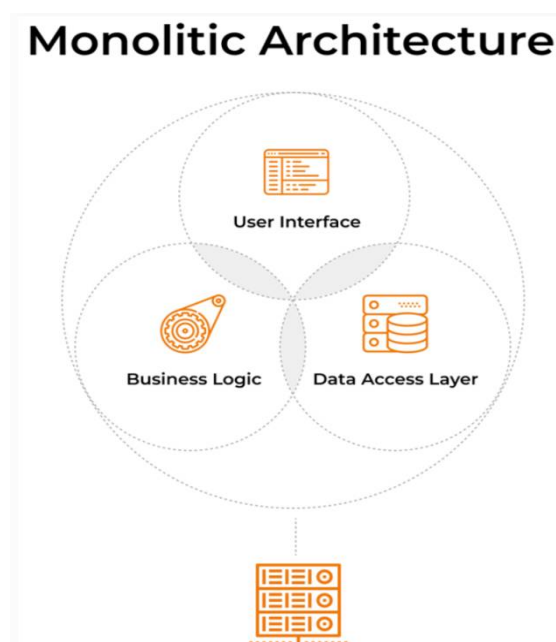 Monolitic Architecture
User Interface
Business Logic
Data Access Layer